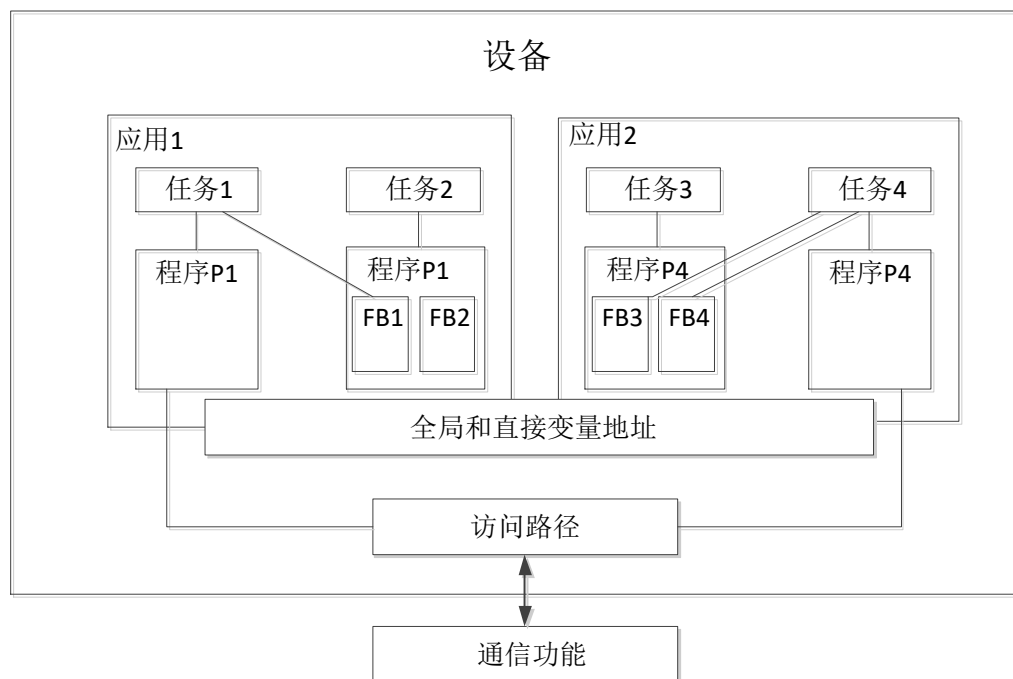 设备
应用1
应用2
任务1
任务2
任务3
任务4
程序P1
程序P1
程序P4
程序P4
FB1
FB2
FB3
FB4
全局和直接变量地址
访问路径
通信功能